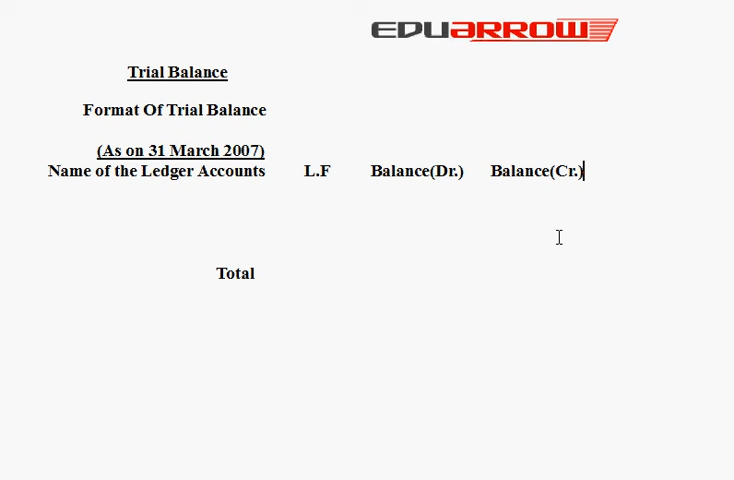 EDUARROW
Trial Balance
Format Of Trial Balance
(As on 31 March 2007)
Name of the Ledger Accounts L.F Balance(Dr.) Balance(Cr.)
Total